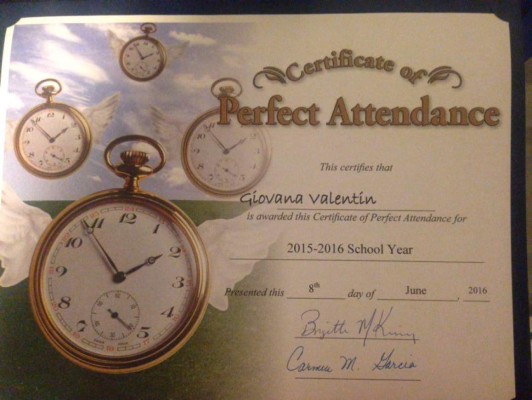 Certificate of
Perfect Attendance
This certifies that
Giovana Valentin
is awarded this Certificate of Perfect Attendance for
2015-2016 School Year
Presented this 8th day of June, 2016
Carmen M. Garcia